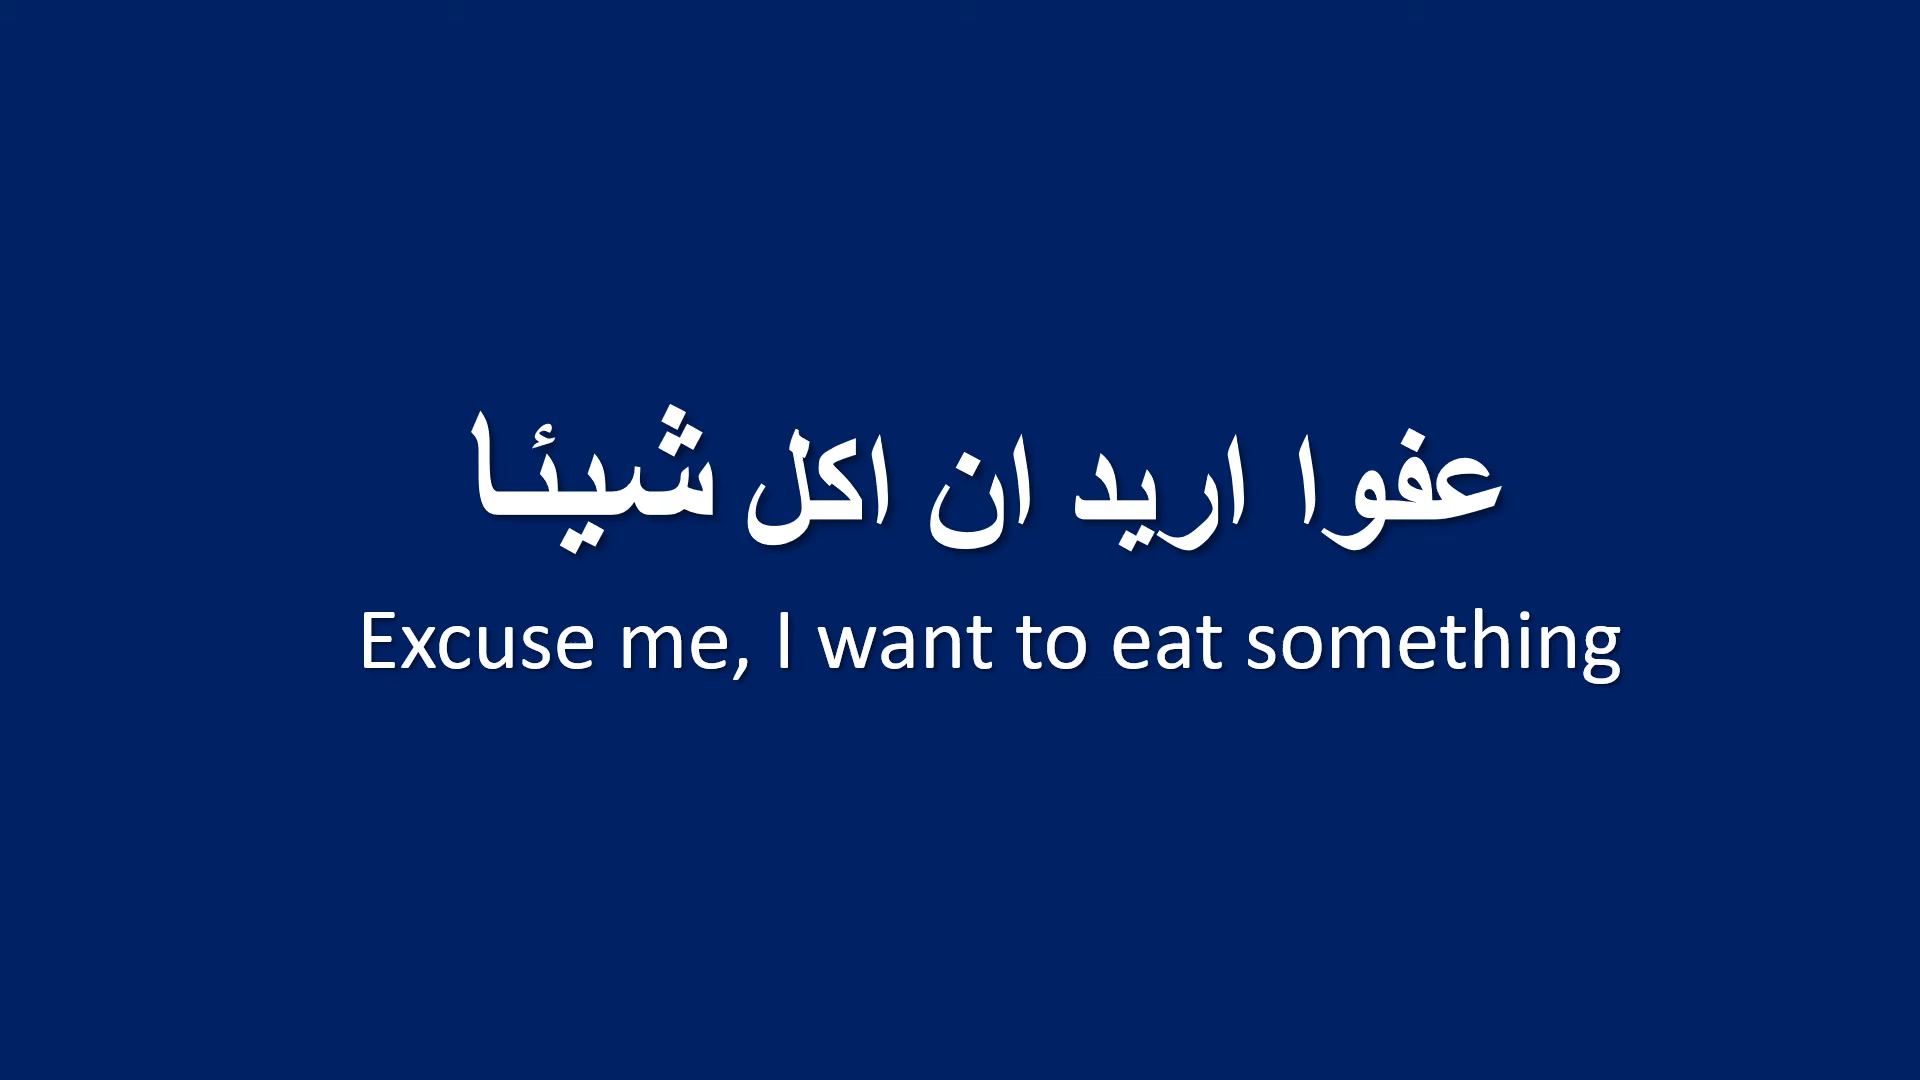 عفوا اريد ان اكل شيئا
Excuse me, I want to eat something